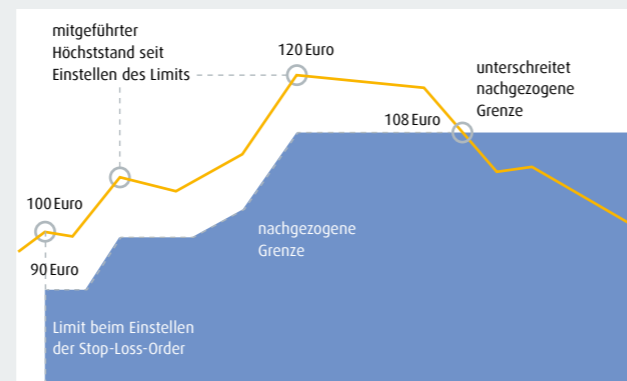 mitgeführter
Höchststand seit
Einstellen des Limits
120 Euro
unterschreitet
nachgezogene
Grenze
108 Euro
100 Euro
90 Euro
nachgezogene
Grenze
Limit beim Einstellen
der Stop-Loss-Order